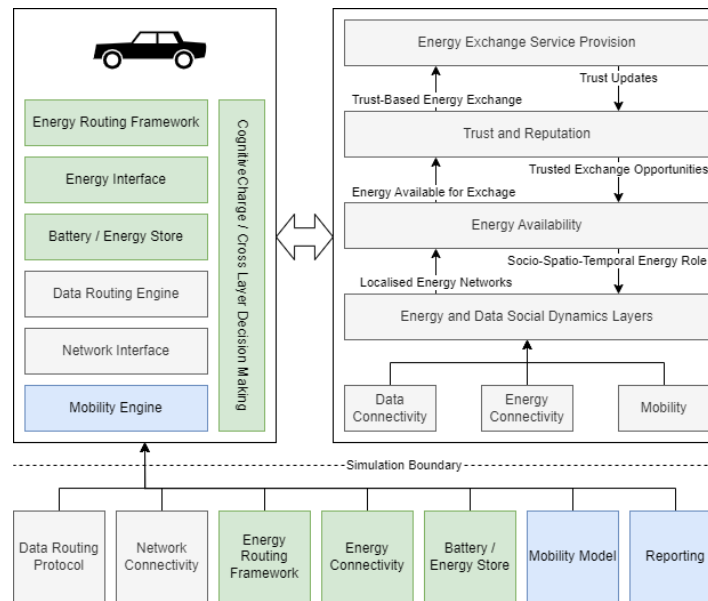 Energy Routing Framework
Energy Interface
Battery / Energy Store
Data Routing Engine
Network Interface
Mobility Engine
CognitiveCharge / Cross Layer Decision Making
Energy Exchange Service Provision
Trust Updates
Trust-Based Energy Exchange
Trust and Reputation
Trusted Exchange Opportunities
Energy Available for Exchage
Energy Availability
Socio-Spatio-Temporal Energy Role
Localised Energy Networks
Energy and Data Social Dynamics Layers
Data
Connectivity
Energy
Connectivity
Mobility
Simulation Boundary
Data Routing
Protocol
Network
Connectivity
Energy
Routing
Framework
Energy
Connectivity
Battery /
Energy Store
Mobility Model
Reporting